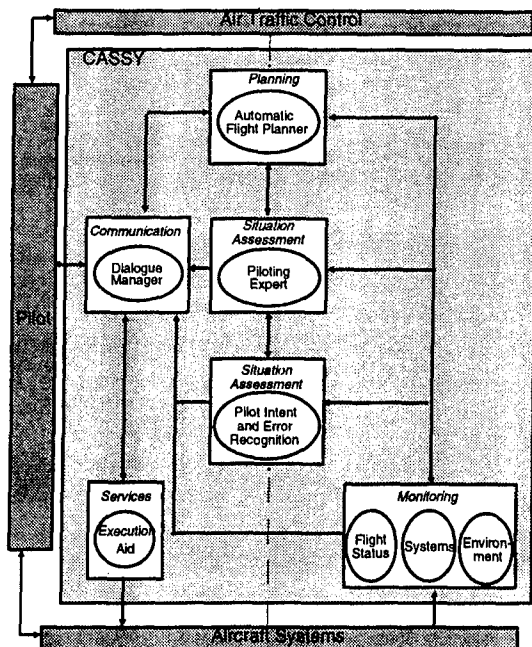 Air Traffic Control
CASSY
Planning
Automatic
Flight Planner
Communication
Dialogue
Manager
Situation
Assessment
Piloting
Expert
Situation
Assessment
Pilot Intent
and Error
Recognition
Pilot
Services
Execution
Aid
Monitoring
Flight
Status
Systems
Environ-
ment
Aircraft Systems